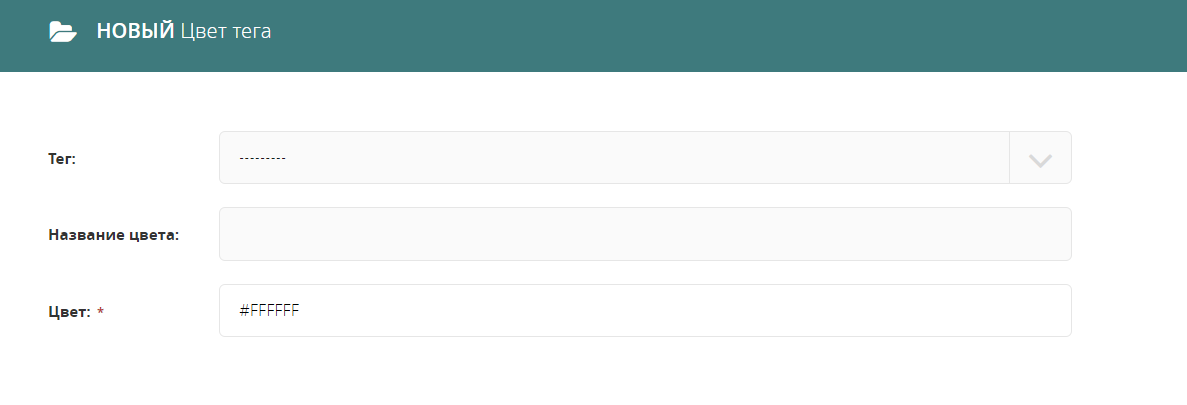 НОВЫЙ Цвет тега
Тег: ---------
Название цвета:
Цвет: * #FFFFFF